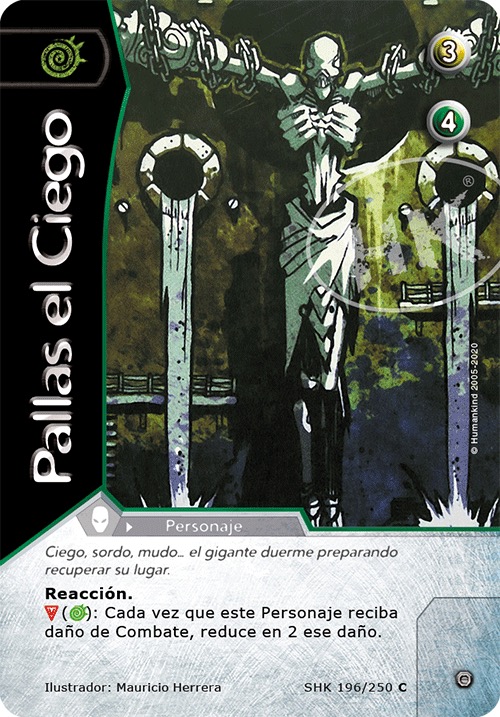 3
4
Pallas el Ciego
HK ®
© Humankind 2005-2020
Personaje
Ciego, sordo, mudo... el gigante duerme preparando
recuperar su lugar.
Reacción.
( ): Cada vez que este Personaje reciba
daño de Combate, reduce en 2 ese daño.
Ilustrador: Mauricio Herrera
SHK 196/250 C